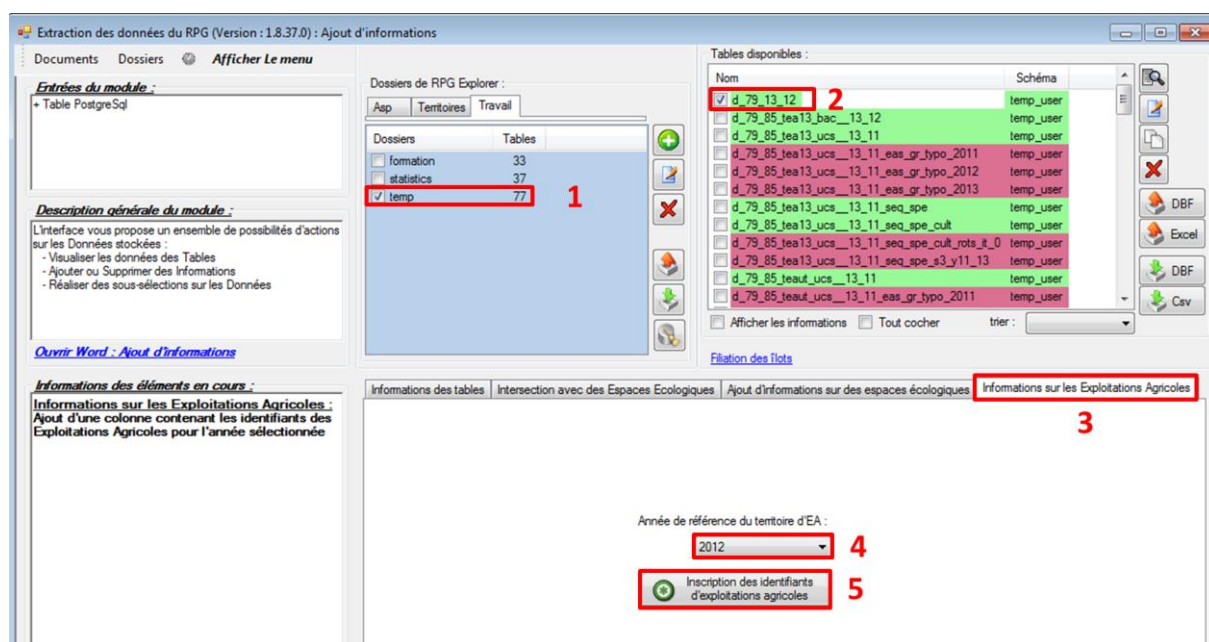 Extraction des données du RPG (Version : 1.8.37.0) : Ajout d'informations
Documents Dossiers Afficher Le menu
Entrées du module :
+ Table PostgreSql
Description générale du module :
L'interface vous propose un ensemble de possibilités d'actions
sur les Données stockées :
- Visualiser les données des Tables
- Ajouter ou Supprimer des Informations
- Réaliser des sous-sélections sur les Données
Ouvrir Word : Ajout d'informations
Dossiers de RPG Explorer :
Asp Territoires Travail
Dossiers Tables
formation 33
statistics 37
temp 77
1
Tables disponibles :
Nom Schéma
d_79_13_12 temp_user
2
d_79_85_tea13_bac__13_12 temp_user
d_79_85_tea13_ucs__13_11 temp_user
d_79_85_tea13_ucs__13_11_eas_gr_typo_2011 temp_user
d_79_85_tea13_ucs__13_11_eas_gr_typo_2012 temp_user
d_79_85_tea13_ucs__13_11_eas_gr_typo_2013 temp_user
d_79_85_tea13_ucs__13_11_seq_spe temp_user
d_79_85_tea13_ucs__13_11_seq_spe_cult temp_user
d_79_85_tea13_ucs__13_11_seq_spe_cult_rots_it_0 temp_user
d_79_85_tea13_ucs__13_11_seq_spe_s3_y11_13 temp_user
d_79_85_teaut_ucs__13_11 temp_user
d_79_85_teaut_ucs__13_11_eas_gr_typo_2011 temp_user
DBF
Excel
DBF
Csv
Afficher les informations Tout cocher trier :
Filiation des îlots
Informations des éléments en cours :
Informations sur les Exploitations Agricoles :
Ajout d'une colonne contenant les identifiants des
Exploitations Agricoles pour l'année sélectionnée
Informations des tables Intersection avec des Espaces Ecologiques Ajout d'informations sur des espaces écologiques Informations sur les Exploitations Agricoles
3
Année de référence du territoire d'EA :
2012
4
Inscription des identifiants
d'exploitations agricoles
5